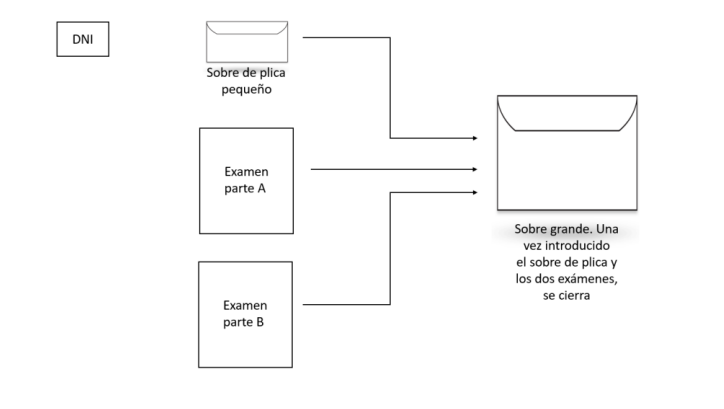 DNI
Sobre de plica
pequeño
Examen
parte A
Examen
parte B
Sobre grande. Una
vez introducido
el sobre de plica y
los dos exámenes,
se cierra